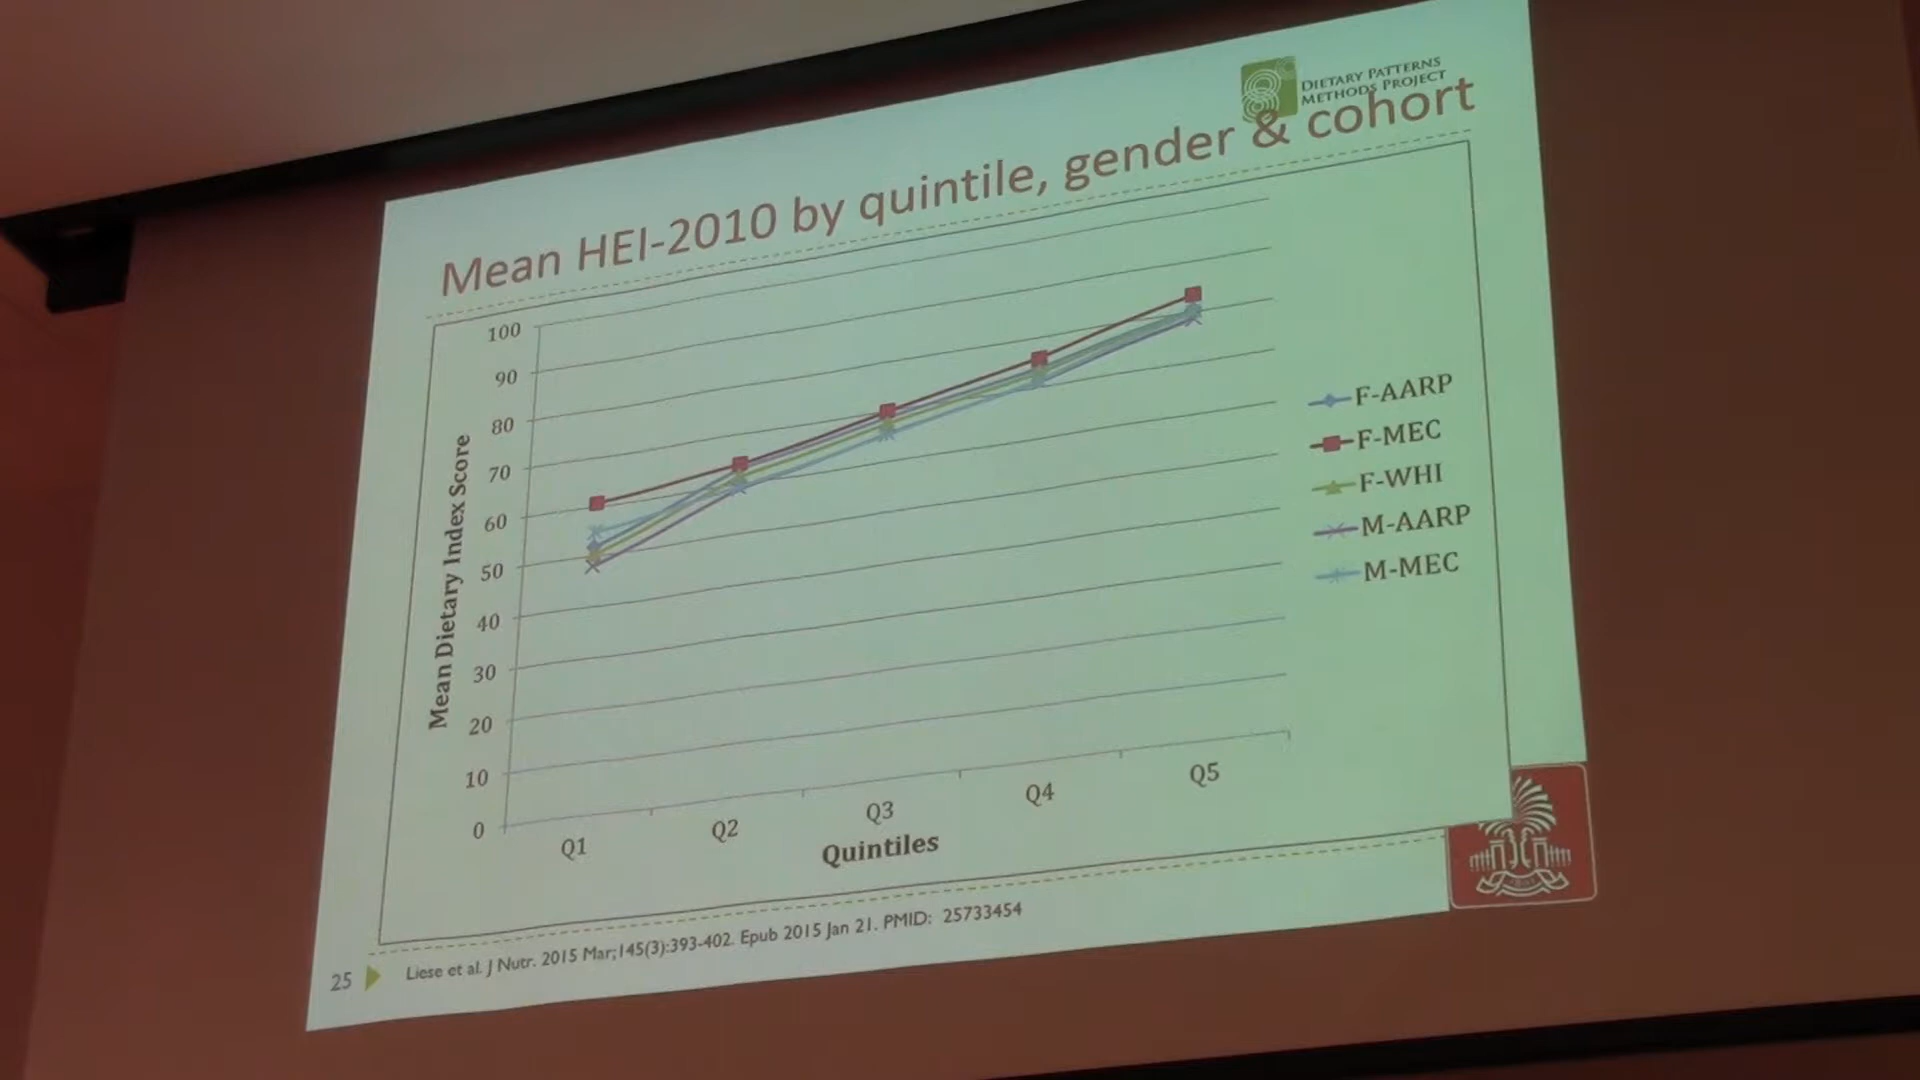 DIETARY PATTERNS
METHODS PROJECT
Mean HEI-2010 by quintile, gender & cohort
Mean Dietary Index Score
100
90
80
70
60
50
40
30
20
10
0
Q1
Q2
Q3
Q4
Q5
Quintiles
F-AARP
F-MEC
F-WHI
M-AARP
M-MEC
25
Liese et al. J Nutr. 2015 Mar;145(3):393-402. Epub 2015 Jan 21. PMID: 25733454